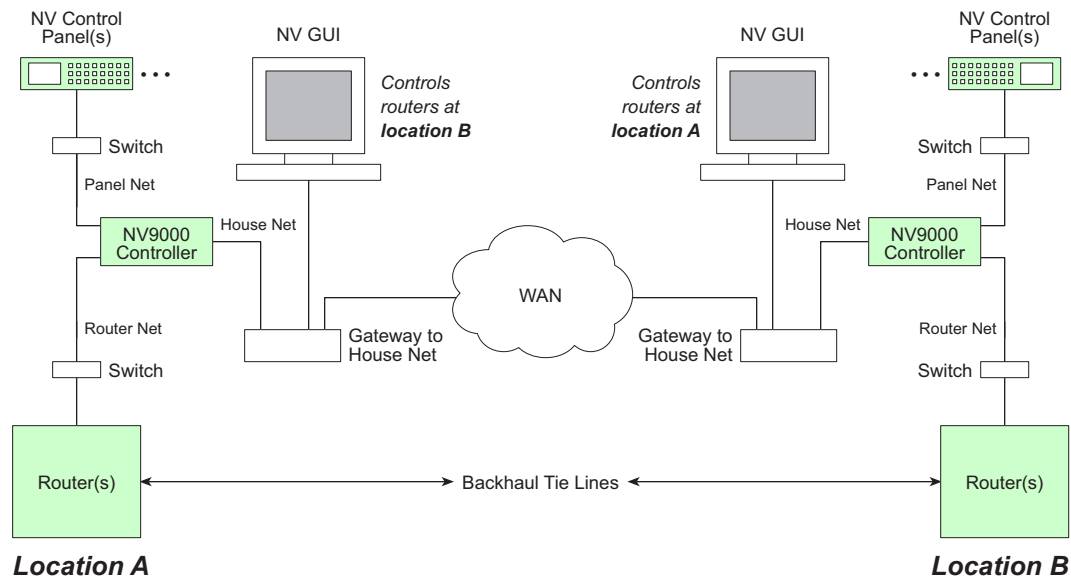 NV Control
Panel(s)
NV GUI
NV GUI
NV Control
Panel(s)
Controls
routers at
location B
Controls
routers at
location A
Switch
Switch
Panel Net
Panel Net
NV9000
Controller
House Net
House Net
NV9000
Controller
WAN
Router Net
Gateway to
House Net
Gateway to
House Net
Router Net
Switch
Switch
Router(s)
Backhaul Tie Lines
Router(s)
Location A
Location B